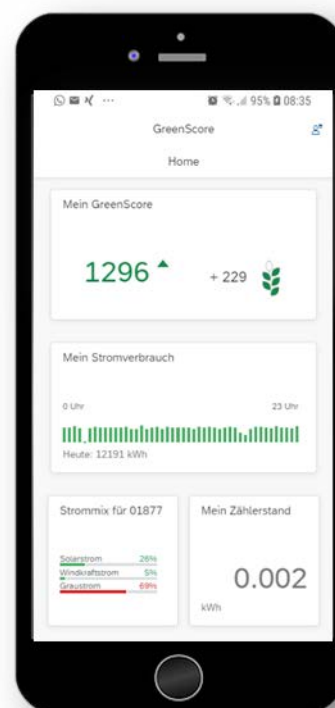 95% 08:35
GreenScore
Home
Mein GreenScore
1296
+ 229
Mein Stromverbrauch
0 Uhr 23 Uhr
Heute: 12191 kWh
Strommix für 01877
Solarstrom 26%
Windkraftstrom 5%
Graustrom 69%
Mein Zählerstand
0.002
kWh